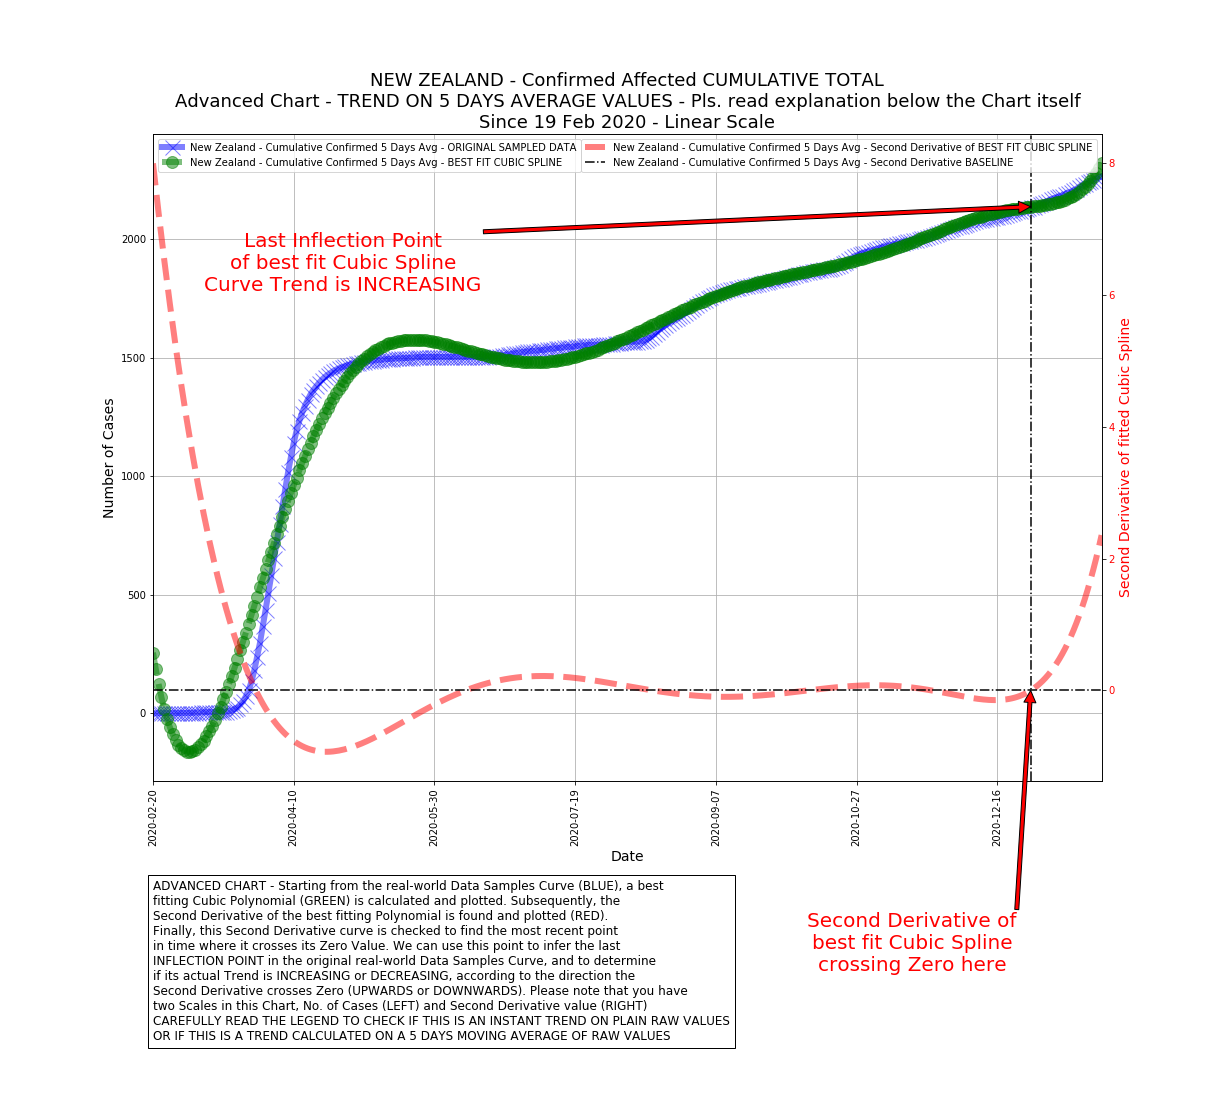 NEW ZEALAND - Confirmed Affected CUMULATIVE TOTAL
Advanced Chart - TREND ON 5 DAYS AVERAGE VALUES - Pls. read explanation below the Chart itself
Since 19 Feb 2020 - Linear Scale
New Zealand - Cumulative Confirmed 5 Days Avg - ORIGINAL SAMPLED DATA
New Zealand - Cumulative Confirmed 5 Days Avg - BEST FIT CUBIC SPLINE
New Zealand - Cumulative Confirmed 5 Days Avg - Second Derivative of BEST FIT CUBIC SPLINE
New Zealand - Cumulative Confirmed 5 Days Avg - Second Derivative BASELINE
Last Inflection Point
of best fit Cubic Spline
Curve Trend is INCREASING
Number of Cases
2000
1500
1000
500
0
8
6
4
2
0
Second Derivative of fitted Cubic Spline
2020-02-20
2020-04-10
2020-05-30
2020-07-19
2020-09-07
2020-10-27
2020-12-16
Date
ADVANCED CHART - Starting from the real-world Data Samples Curve (BLUE), a best
fitting Cubic Polynomial (GREEN) is calculated and plotted. Subsequently, the
Second Derivative of the best fitting Polynomial is found and plotted (RED).
Finally, this Second Derivative curve is checked to find the most recent point
in time where it crosses its Zero Value. We can use this point to infer the last
INFLECTION POINT in the original real-world Data Samples Curve, and to determine
if its actual Trend is INCREASING or DECREASING, according to the direction the
Second Derivative crosses Zero (UPWARDS or DOWNWARDS). Please note that you have
two Scales in this Chart, No. of Cases (LEFT) and Second Derivative value (RIGHT)
CAREFULLY READ THE LEGEND TO CHECK IF THIS IS AN INSTANT TREND ON PLAIN RAW VALUES
OR IF THIS IS A TREND CALCULATED ON A 5 DAYS MOVING AVERAGE OF RAW VALUES
Second Derivative of
best fit Cubic Spline
crossing Zero here